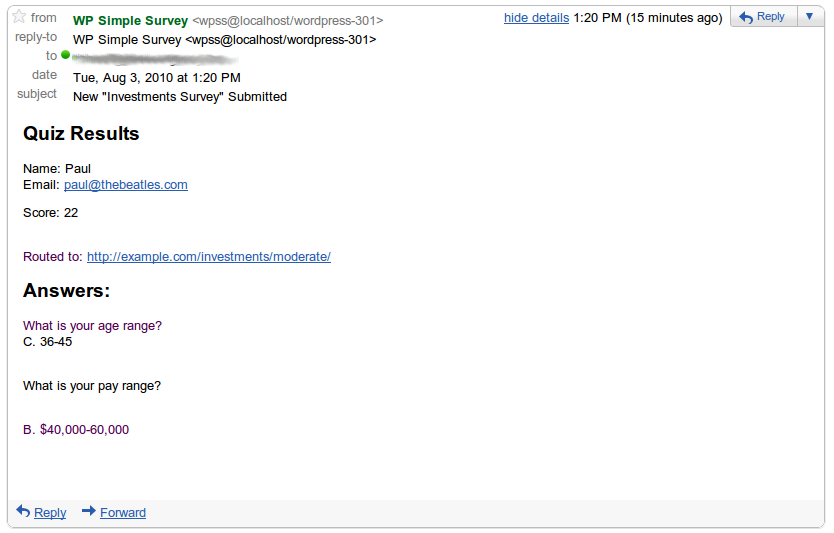 from WP Simple Survey <wpss@localhost/wordpress-301> hide details 1:20 PM (15 minutes ago) Reply
reply-to WP Simple Survey <wpss@localhost/wordpress-301>
to
date Tue, Aug 3, 2010 at 1:20 PM
subject New "Investments Survey" Submitted
Quiz Results
Name: Paul
Email: paul@thebeatles.com
Score: 22
Routed to: http://example.com/investments/moderate/
Answers:
What is your age range?
C. 36-45
What is your pay range?
B. $40,000-60,000
Reply Forward